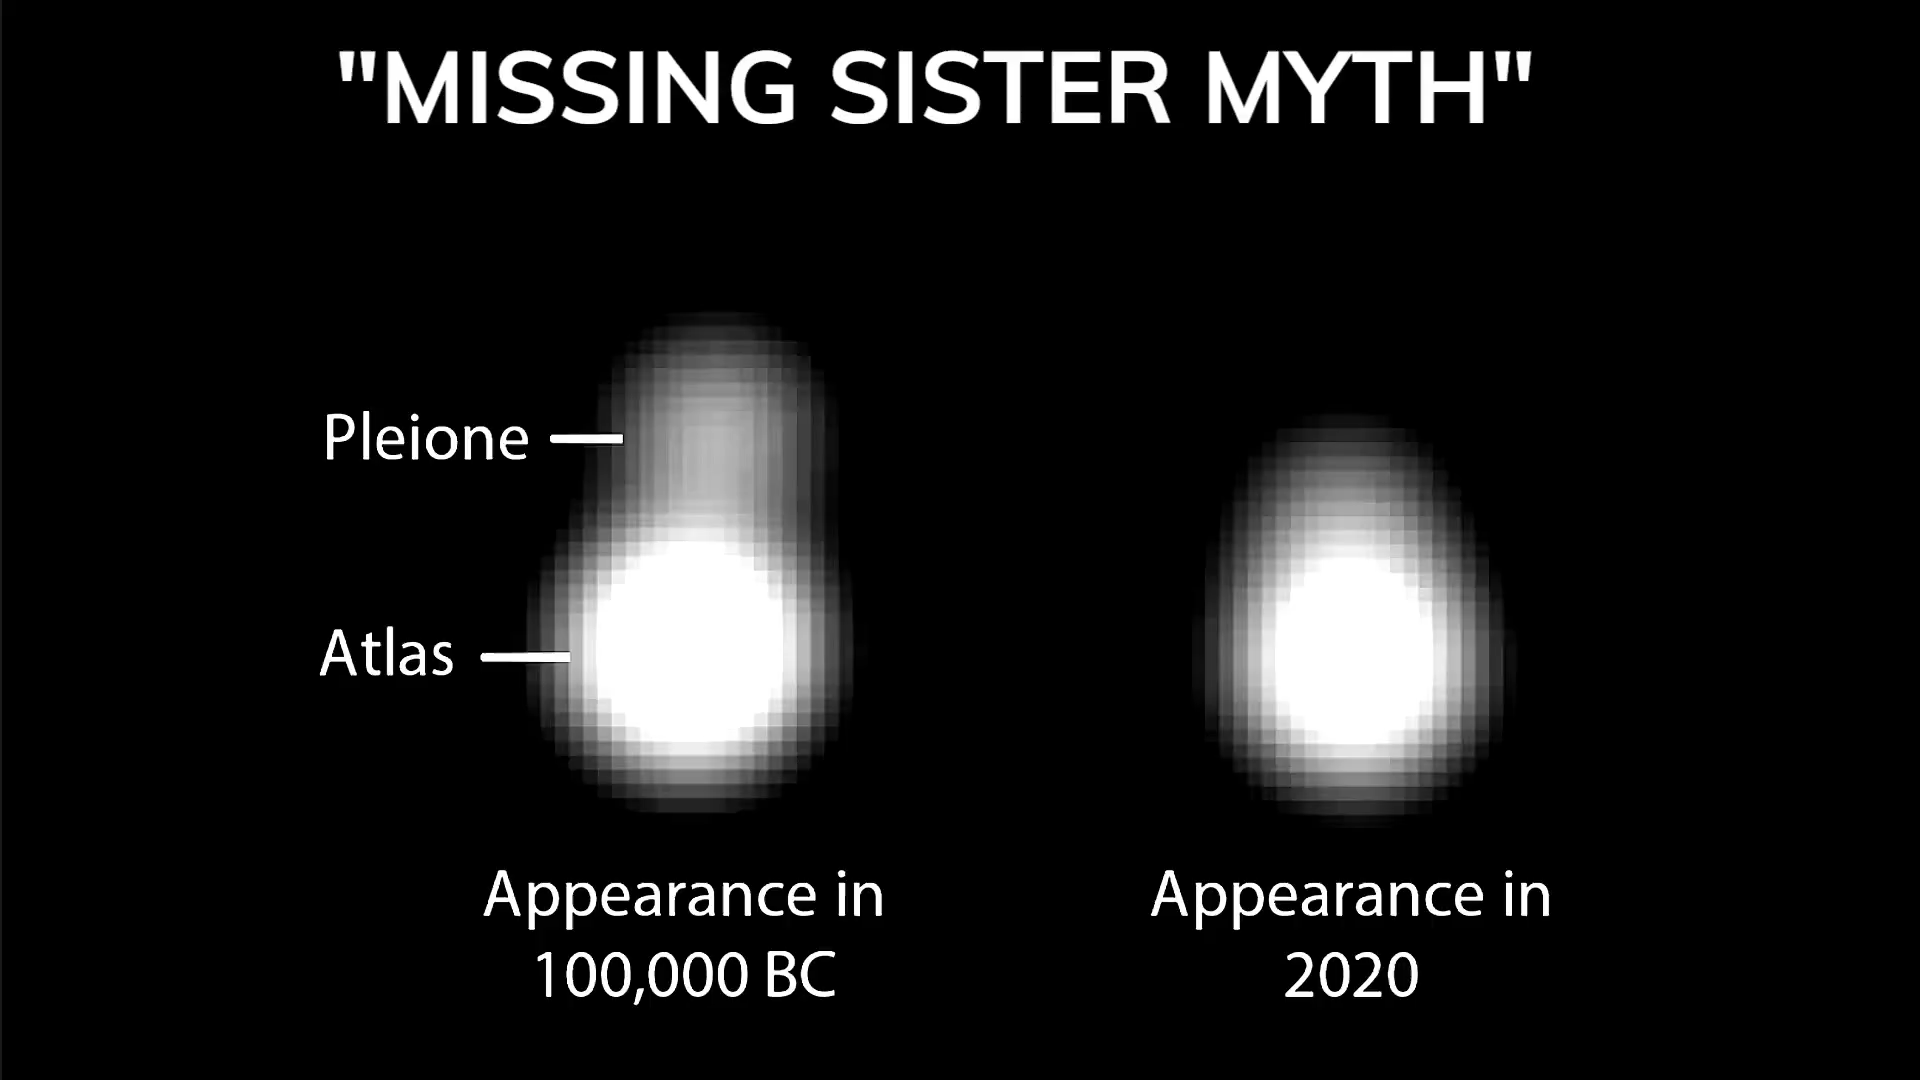 "MISSING SISTER MYTH"
Pleione
Atlas
Appearance in
100,000 BC
Appearance in
2020